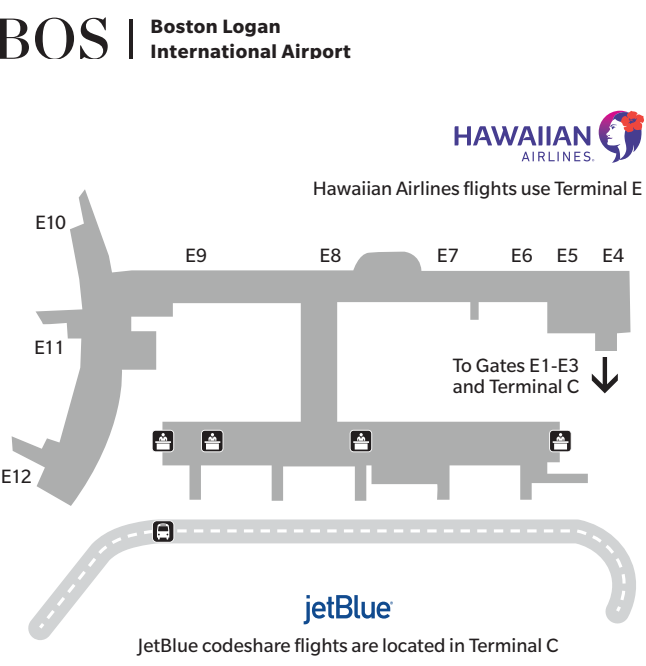 BOS
Boston Logan
International Airport
HAWAIIAN
AIRLINES.
Hawaiian Airlines flights use Terminal E
E10
E9
E8
E7
E6
E5
E4
E11
To Gates E1-E3
and Terminal C
E12
jetBlue
JetBlue codeshare flights are located in Terminal C